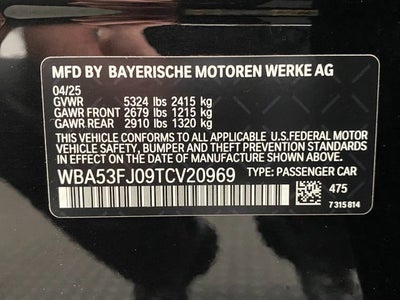 MFD BY BAYERISCHE MOTOREN WERKE AG
04/25
GVWR 5324 lbs 2415 kg
GAWR FRONT 2679 lbs 1215 kg
GAWR REAR 2910 lbs 1320 kg
THIS VEHICLE CONFORMS TO ALL APPLICABLE U.S.FEDERAL MOTOR
VEHICLE SAFETY, BUMPER AND THEFT PREVENTION STANDARDS
IN EFFECT ON THE DATE OF MANUFACTURE SHOWN ABOVE.
WBA53FJ09TCV20969 TYPE: PASSENGER CAR
475
7 315 814